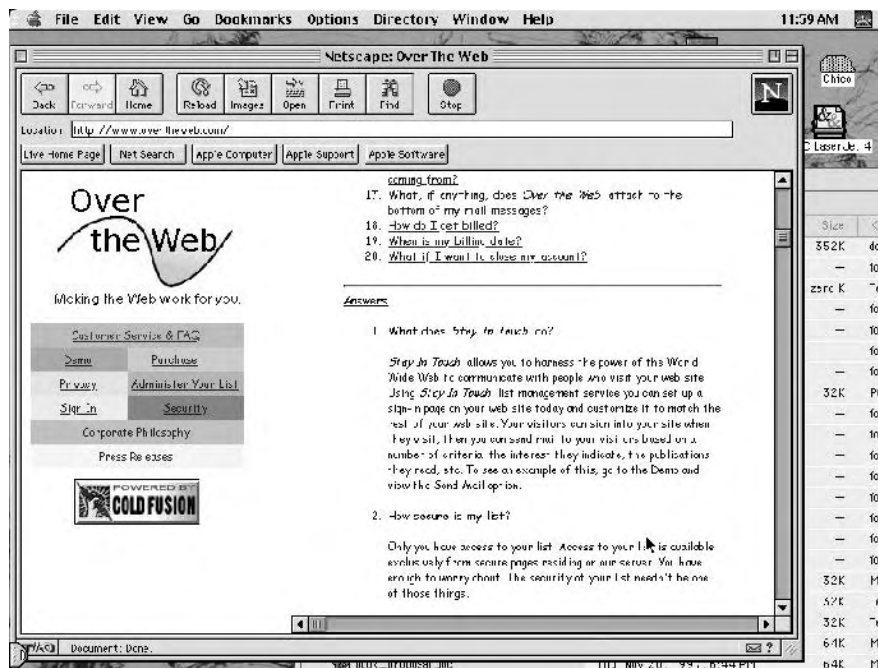 File Edit View Go Bookmarks Options Directory Window Help 11:59 AM
Netscape: Over The Web
Back Forward Home Reload Images Open Print Find Stop
N
Chico
LaserJe. 4
Location: http://www.overtheweb.com/
Live Home Page Net Search Apple Computer Apple Support Apple Software
Over
the Web
Making the Web work for you.
Customer Service & FAQ
Demo Purchase
Privacy Administer Your List
Sign In Security
Corporate Philosophy
Press Releases
POWERED BY
COLD FUSION
coming from?
17. What, if anything, does Over the Web attach to the
bottom of my mail messages?
18. How do I get billed?
19. When is my billing date?
20. What if I want to close my account?
Answers
1. What does Stay In Touch do?
Stay In Touch allows you to harness the power of the World
Wide Web to communicate with people who visit your web site
Using Stay In Touch list management service you can set up a
sign-in page on your web site today and customize it to match the
rest of your web site. Your visitors can sign into your site when
they visit, then you can send mail to your visitors based on a
number of criteria: the interest they indicate, the publications
they read, etc. To see an example of this, go to the Demo and
view the Send Mail option.
2. How secure is my list?
Only you have access to your list. Access to your list is available
exclusively from secure pages residing on our server. You have
enough to worry about. The security of your list needn't be one
of those things.
Size
352K
zero K
32K
32K
32K
32K
64K
64K
Document: Done.
?